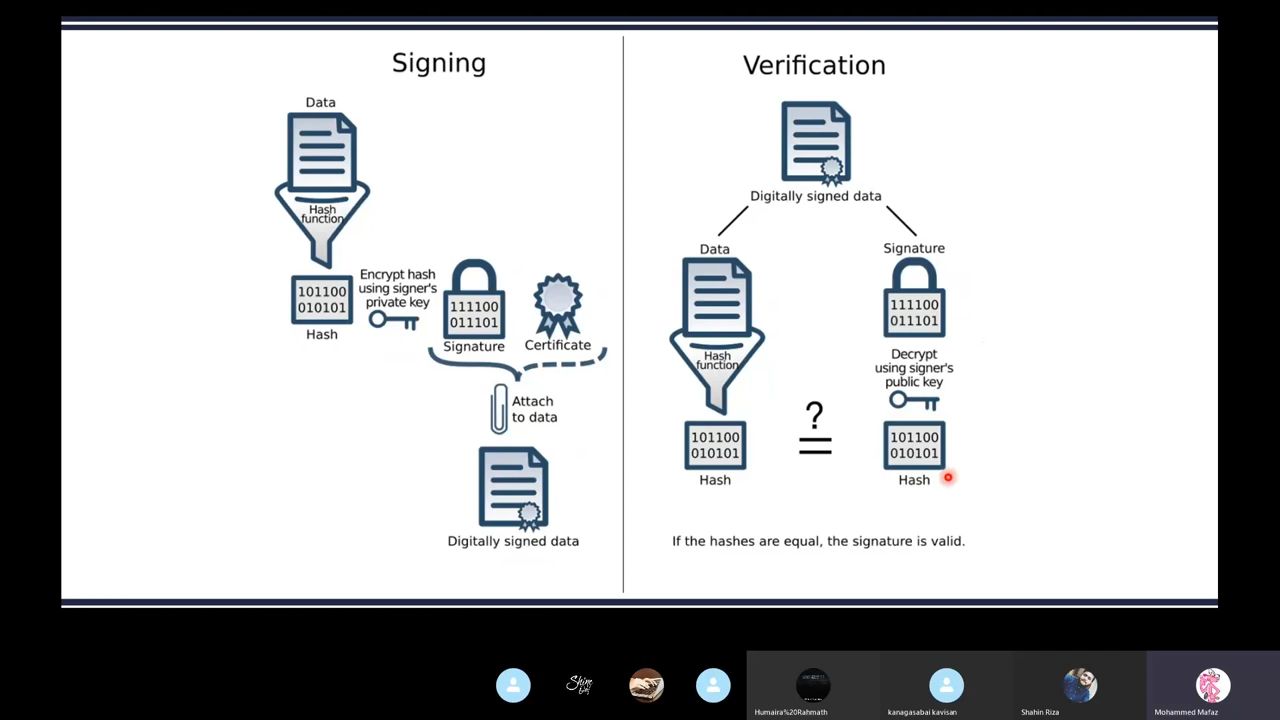 Signing
Data
Hash
function
101100
010101
Hash
Encrypt hash
using signer's
private key
111100
011101
Signature
Certificate
Attach
to data
Digitally signed data
Verification
Digitally signed data
Data
Hash
function
101100
010101
Hash
?
=
Signature
111100
011101
Decrypt
using signer's
public key
101100
010101
Hash
If the hashes are equal, the signature is valid.
Humaira%20Rahmath
kanagasabai kavisan
Shahin Riza
Mohammed Mafaz